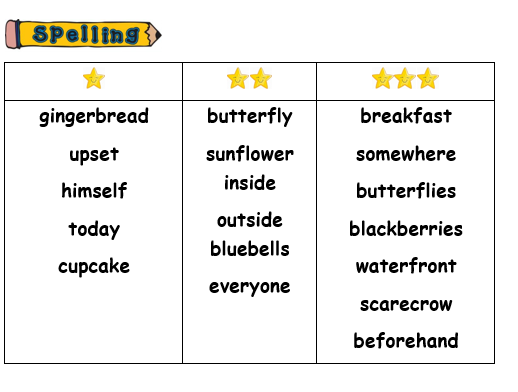 Spelling
gingerbread
upset
himself
today
cupcake
butterfly
sunflower
inside
outside
bluebells
everyone
breakfast
somewhere
butterflies
blackberries
waterfront
scarecrow
beforehand